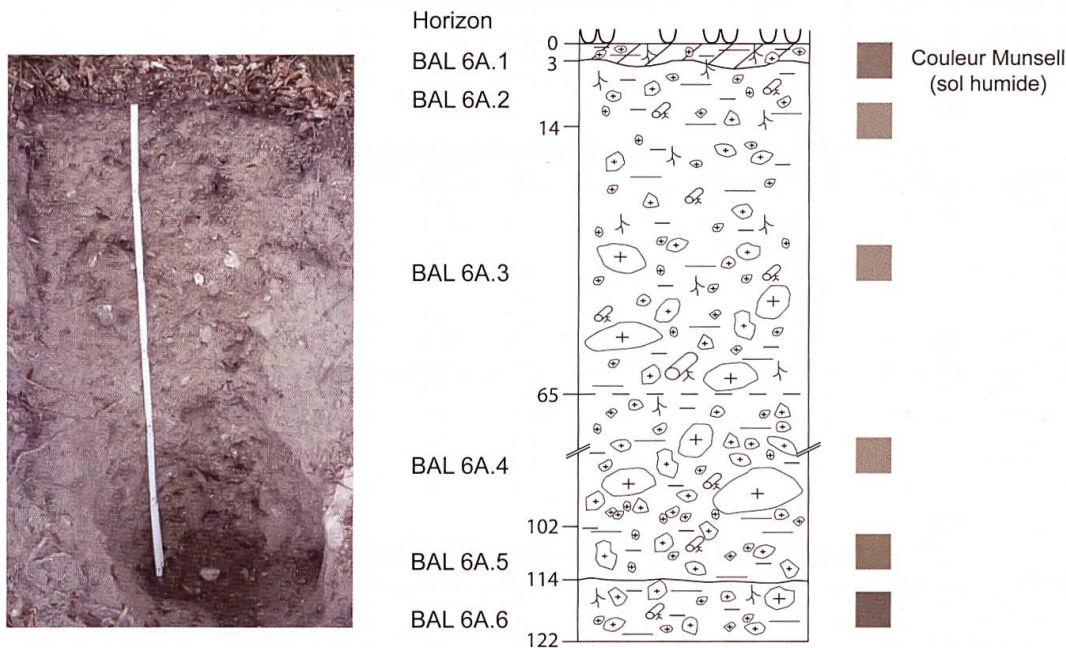 Horizon
0
BAL 6A.1
Couleur Munsell
(sol humide)
3
BAL 6A.2
14
BAL 6A.3
65
BAL 6A.4
102
BAL 6A.5
114
BAL 6A.6
122